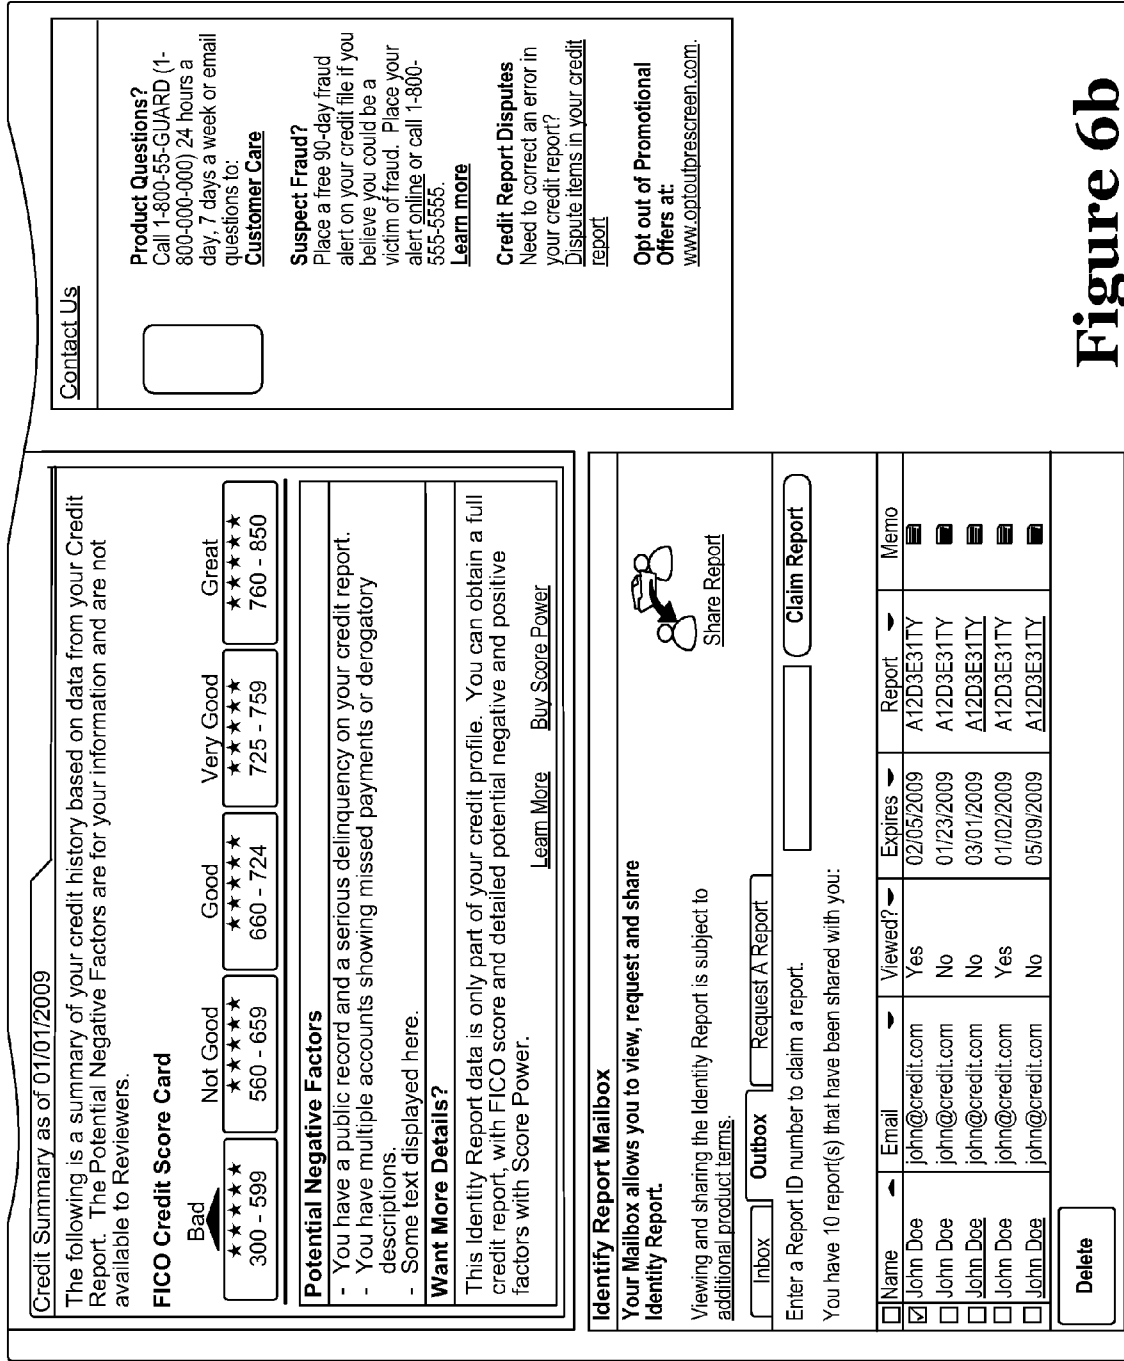 Credit Summary as of 01/01/2009
The following is a summary of your credit history based on data from your Credit
Report. The Potential Negative Factors are for your information and are not
available to Reviewers.
FICO Credit Score Card
Bad Not Good Good Very Good Great
★★★★★ ★★★★★ ★★★★★ ★★★★★ ★★★★★
300 - 599 560 - 659 660 - 724 725 - 759 760 - 850
Potential Negative Factors
- You have a public record and a serious delinquency on your credit report.
- You have multiple accounts showing missed payments or derogatory
descriptions.
- Some text displayed here.
Want More Details?
This Identity Report data is only part of your credit profile. You can obtain a full
credit report, with FICO score and detailed potential negative and positive
factors with Score Power.
Learn More Buy Score Power
Identify Report Mailbox
Your Mailbox allows you to view, request and share
Identity Report.
Viewing and sharing the Identity Report is subject to
additional product terms.
Share Report
Inbox Outbox Request A Report
Enter a Report ID number to claim a report. Claim Report
You have 10 report(s) that have been shared with you:
Name Email Viewed? Expires Report Memo
John Doe john@credit.com Yes 02/05/2009 A12D3E31TY
John Doe john@credit.com No 01/23/2009 A12D3E31TY
John Doe john@credit.com No 03/01/2009 A12D3E31TY
John Doe john@credit.com Yes 01/02/2009 A12D3E31TY
John Doe john@credit.com No 05/09/2009 A12D3E31TY
Delete
Contact Us
Product Questions?
Call 1-800-55-GUARD (1-
800-000-000) 24 hours a
day, 7 days a week or email
questions to:
Customer Care
Suspect Fraud?
Place a free 90-day fraud
alert on your credit file if you
believe you could be a
victim of fraud. Place your
alert online or call 1-800-
555-5555.
Learn more
Credit Report Disputes
Need to correct an error in
your credit report?
Dispute items in your credit
report
Opt out of Promotional
Offers at:
www.optoutprescreen.com.
Figure 6b